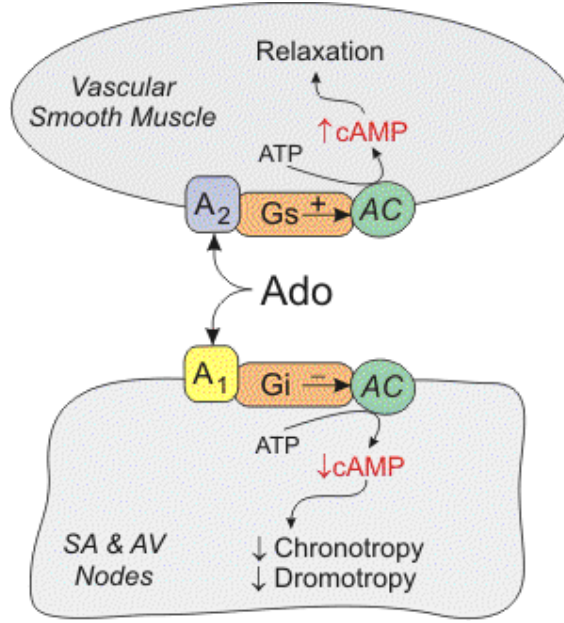 Relaxation
Vascular
Smooth Muscle
↑cAMP
ATP
A2
Gs
+
AC
Ado
A1
Gi
−
AC
ATP
↓cAMP
SA & AV
Nodes
↓ Chronotropy
↓ Dromotropy